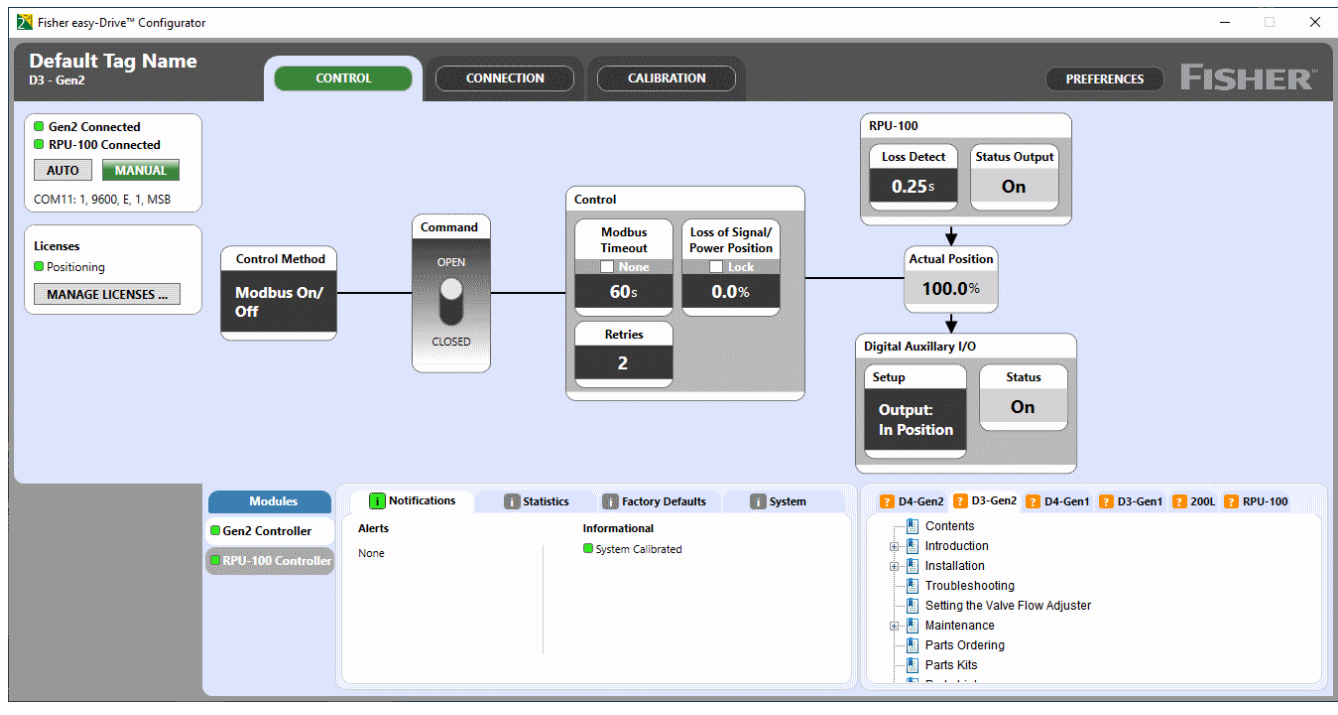 Fisher easy-Drive™ Configurator
Default Tag Name
D3 - Gen2
CONTROL
CONNECTION
CALIBRATION
PREFERENCES
FISHER™
Gen2 Connected
RPU-100 Connected
AUTO
MANUAL
COM11: 1, 9600, E, 1, MSB
Licenses
Positioning
MANAGE LICENSES ...
Control Method
Modbus On/
Off
Command
OPEN
CLOSED
Control
Modbus
Timeout
None
60s
Loss of Signal/
Power Position
Lock
0.0%
Retries
2
RPU-100
Loss Detect
0.25s
Status Output
On
Actual Position
100.0%
Digital Auxillary I/O
Setup
Output:
In Position
Status
On
Modules
Gen2 Controller
RPU-100 Controller
Notifications
Statistics
Factory Defaults
System
Alerts
None
Informational
System Calibrated
D4-Gen2
D3-Gen2
D4-Gen1
D3-Gen1
200L
RPU-100
Contents
Introduction
Installation
Troubleshooting
Setting the Valve Flow Adjuster
Maintenance
Parts Ordering
Parts Kits